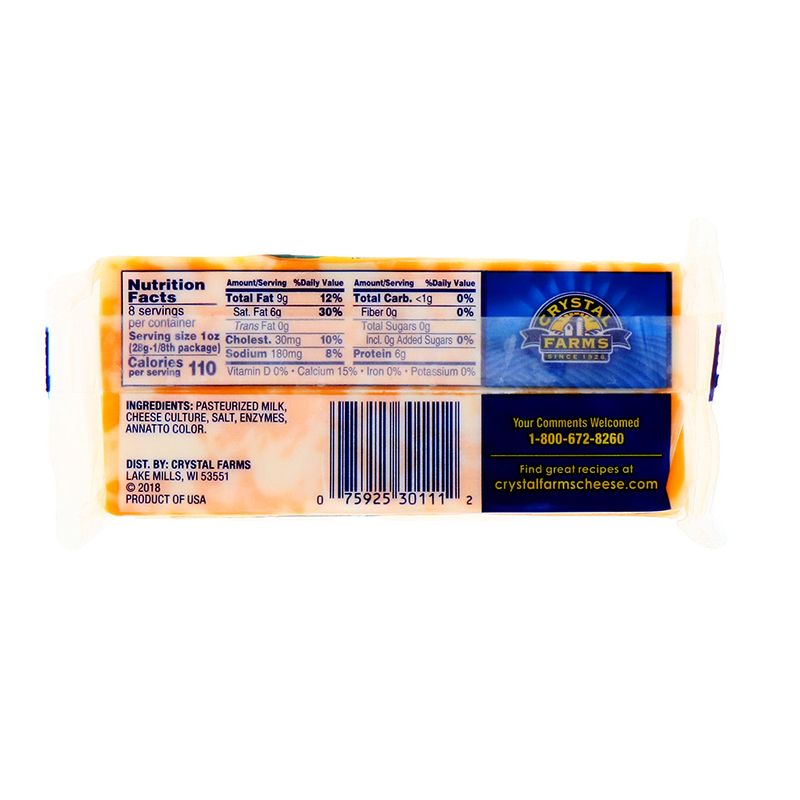 Nutrition
Facts
8 servings
per container
Serving size 1oz
(28g•1/8th package)
Calories
per serving 110
Amount/Serving %Daily Value
Total Fat 9g 12%
Sat. Fat 6g 30%
Trans Fat 0g
Cholest. 30mg 10%
Sodium 180mg 8%
Amount/Serving %Daily Value
Total Carb. <1g 0%
Fiber 0g 0%
Total Sugars 0g
Incl. 0g Added Sugars 0%
Protein 6g
Vitamin D 0% • Calcium 15% • Iron 0% • Potassium 0%
CRYSTAL
FARMS
SINCE 1926
INGREDIENTS: PASTEURIZED MILK,
CHEESE CULTURE, SALT, ENZYMES,
ANNATTO COLOR.
DIST. BY: CRYSTAL FARMS
LAKE MILLS, WI 53551
© 2018
PRODUCT OF USA
0 75925 30111 2
Your Comments Welcomed
1-800-672-8260
Find great recipes at
crystalfarmscheese.com